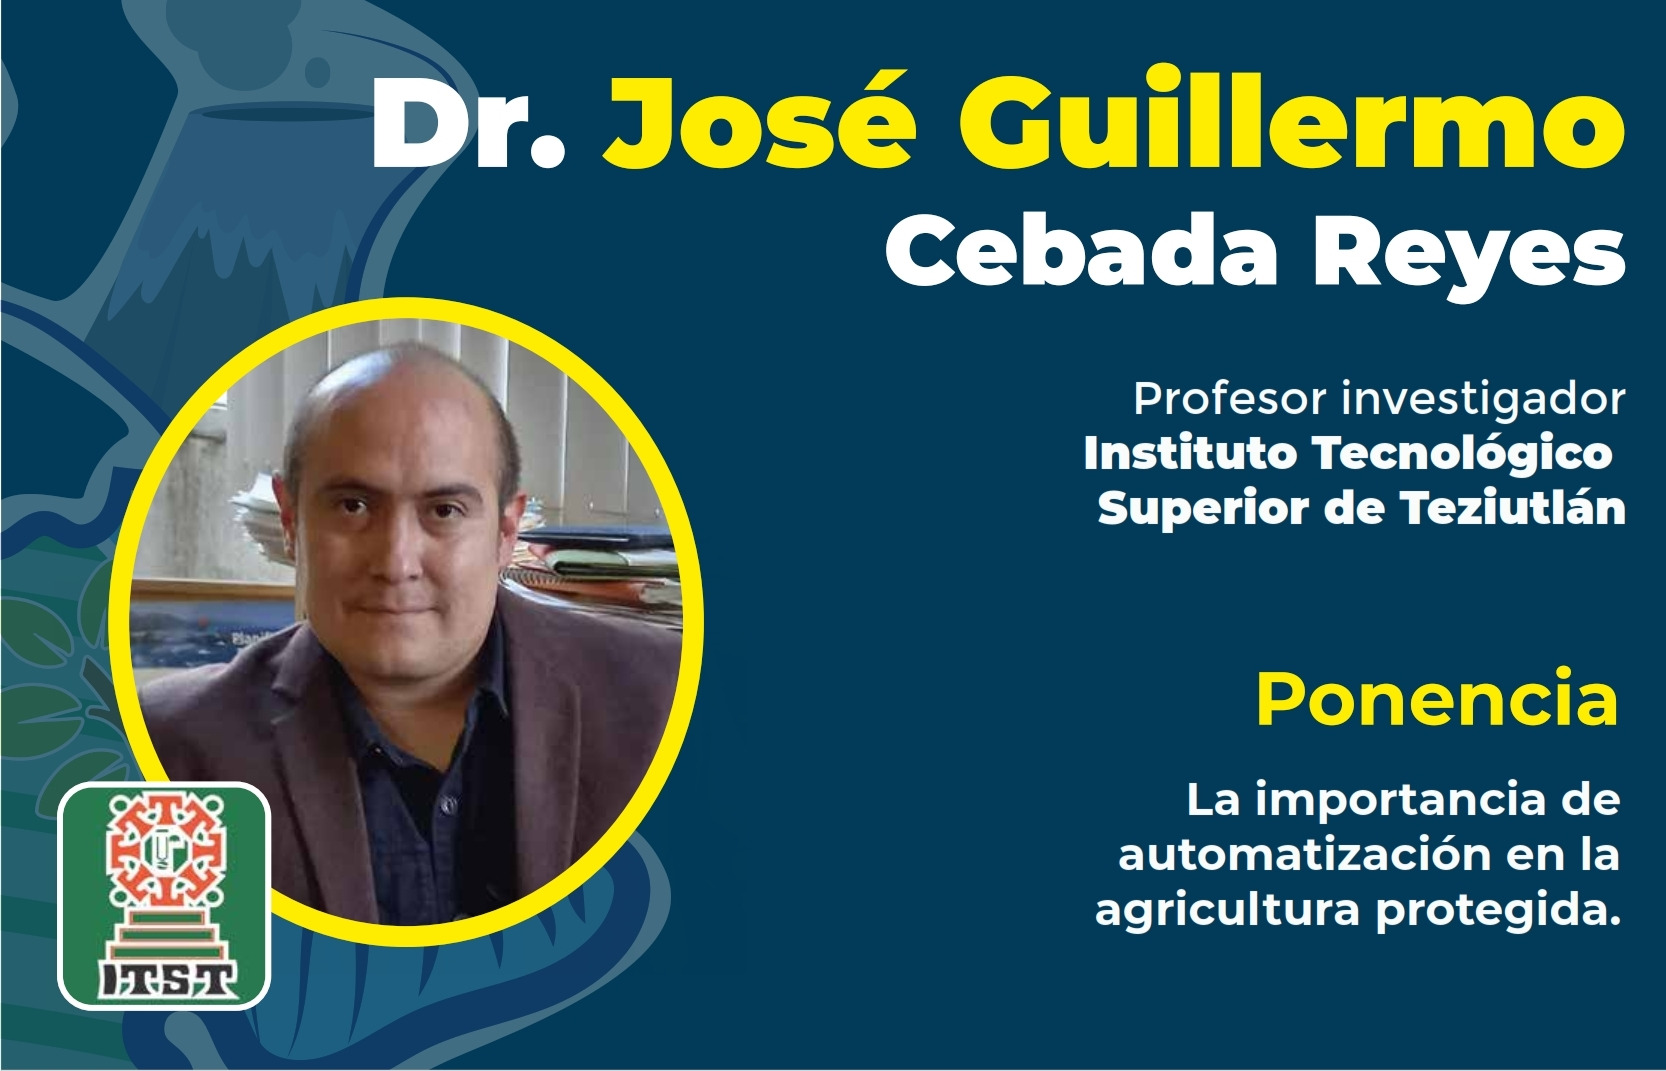 Dr. José Guillermo
Cebada Reyes
Profesor investigador
Instituto Tecnológico
Superior de Teziutlán
Ponencia
La importancia de
automatización en la
agricultura protegida.
ITST